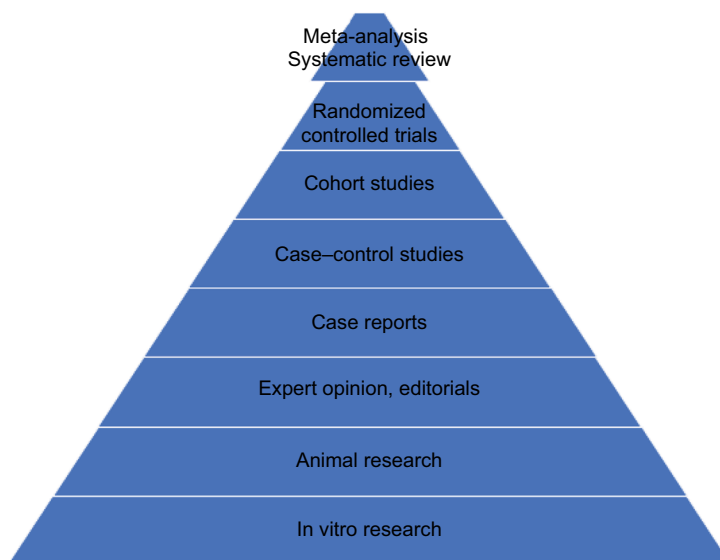 Meta-analysis
Systematic review
Randomized
controlled trials
Cohort studies
Case–control studies
Case reports
Expert opinion, editorials
Animal research
In vitro research